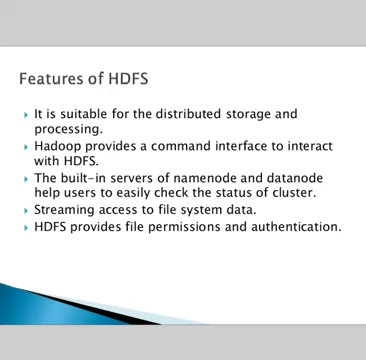 Features of HDFS
It is suitable for the distributed storage and
processing.
Hadoop provides a command interface to interact
with HDFS.
The built-in servers of namenode and datanode
help users to easily check the status of cluster.
Streaming access to file system data.
HDFS provides file permissions and authentication.